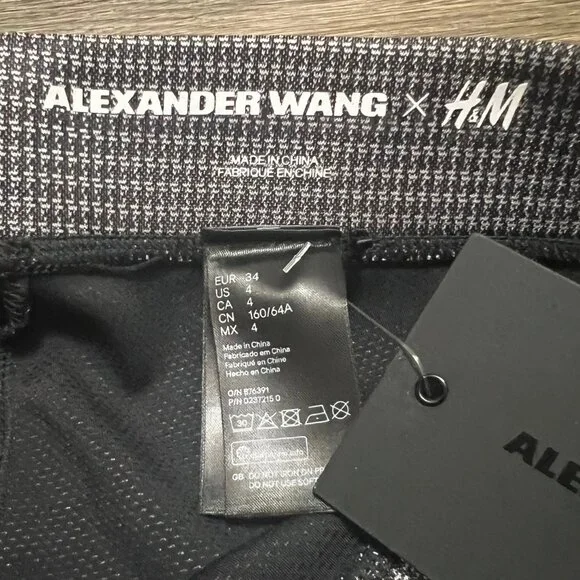 ALEXANDER WANG × H&M
MADE IN CHINA
FABRIQUÉ EN CHINE
EUR 34
US 4
CA 4
CN 160/64A
MX 4
Made in China
Fabricado em China
Fabriqué en Chine
Hecho en China
O/N 876391
P/N 0237215 0
30
GB DO NOT IRON ON PR
DO NOT USE SOF
ALE